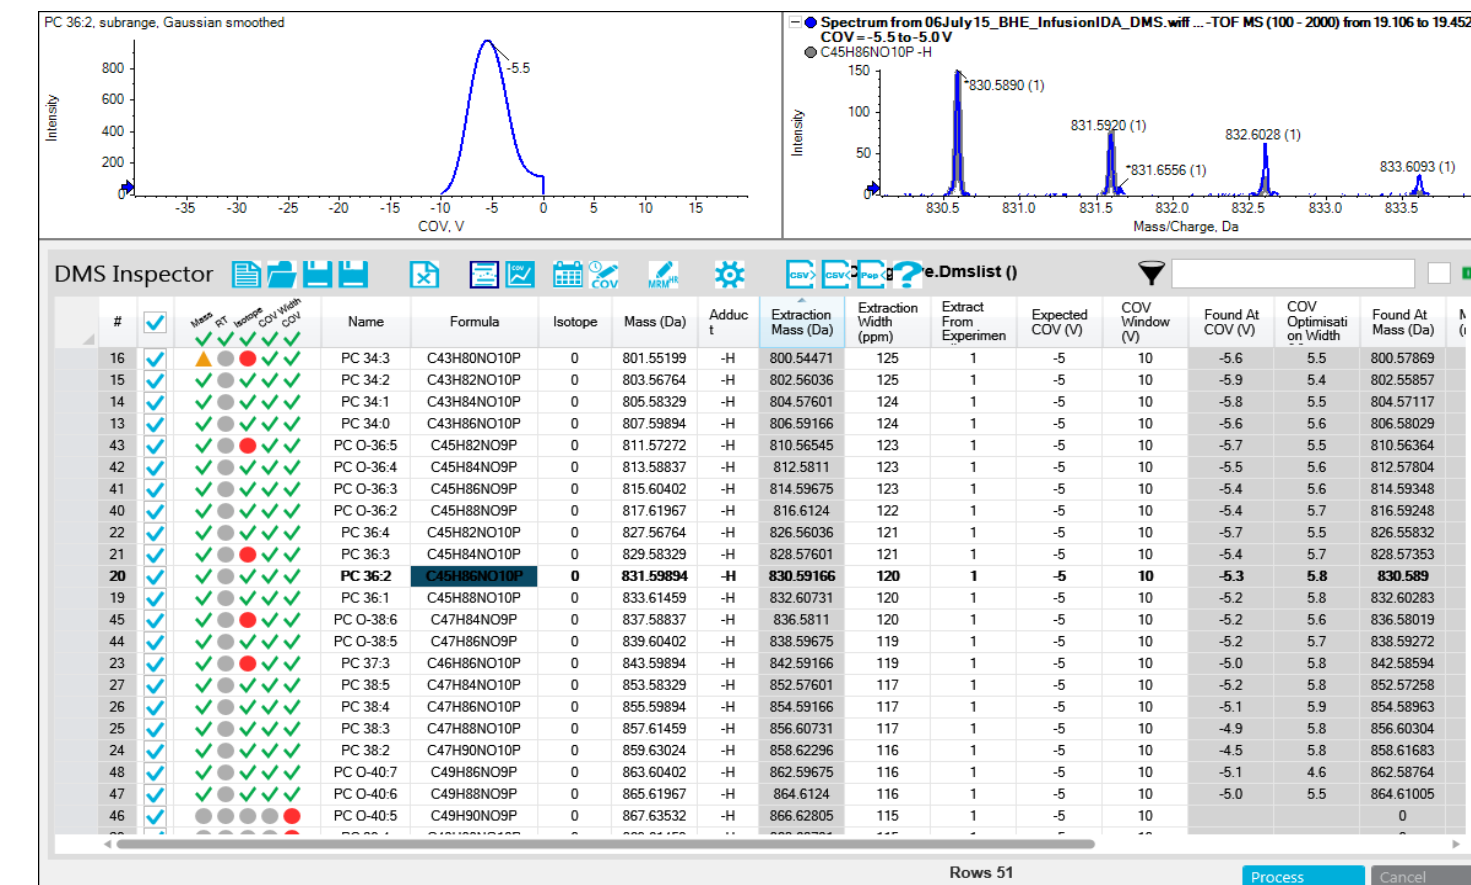 PC 36:2, subrange, Gaussian smoothed
800
600
400
200
0
Intensity
-5.5
-35 -30 -25 -20 -15 -10 -5 0 5 10 15
COV, V
Spectrum from 06July15_BHE_InfusionIDA_DMS.wiff ...-TOF MS (100 - 2000) from 19.106 to 19.452
COV = -5.5 to -5.0 V
C45H86NO10P -H
150
100
50
0
Intensity
*830.5890 (1)
831.5920 (1)
*831.6556 (1)
832.6028 (1)
833.6093 (1)
830.5 831.0 831.5 832.0 832.5 833.0 833.5
Mass/Charge, Da
DMS Inspector COV COV MRM HR CSV CSV Pop e.Dmslist ()
# Mass RT Isotope COV Width COV Name Formula Isotope Mass (Da) Adduct Extraction Mass (Da) Extraction Width (ppm) Extract From Experimen Expected COV (V) COV Window (V) Found At COV (V) COV Optimisation Width Found At Mass (Da)
16 PC 34:3 C43H80NO10P 0 801.55199 -H 800.54471 125 1 -5 10 -5.6 5.5 800.57869
15 PC 34:2 C43H82NO10P 0 803.56764 -H 802.56036 125 1 -5 10 -5.9 5.4 802.55857
14 PC 34:1 C43H84NO10P 0 805.58329 -H 804.57601 124 1 -5 10 -5.8 5.5 804.57117
13 PC 34:0 C43H86NO10P 0 807.59894 -H 806.59166 124 1 -5 10 -5.6 5.6 806.58029
43 PC O-36:5 C45H82NO9P 0 811.57272 -H 810.56545 123 1 -5 10 -5.7 5.5 810.56364
42 PC O-36:4 C45H84NO9P 0 813.58837 -H 812.5811 123 1 -5 10 -5.5 5.6 812.57804
41 PC O-36:3 C45H86NO9P 0 815.60402 -H 814.59675 123 1 -5 10 -5.4 5.6 814.59348
40 PC O-36:2 C45H88NO9P 0 817.61967 -H 816.6124 122 1 -5 10 -5.4 5.7 816.59248
22 PC 36:4 C45H82NO10P 0 827.56764 -H 826.56036 121 1 -5 10 -5.7 5.5 826.55832
21 PC 36:3 C45H84NO10P 0 829.58329 -H 828.57601 121 1 -5 10 -5.4 5.7 828.57353
20 PC 36:2 C45H86NO10P 0 831.59894 -H 830.59166 120 1 -5 10 -5.3 5.8 830.589
19 PC 36:1 C45H88NO10P 0 833.61459 -H 832.60731 120 1 -5 10 -5.2 5.8 832.60283
45 PC O-38:6 C47H84NO9P 0 837.58837 -H 836.5811 120 1 -5 10 -5.2 5.6 836.58019
44 PC O-38:5 C47H86NO9P 0 839.60402 -H 838.59675 119 1 -5 10 -5.2 5.7 838.59272
23 PC 37:3 C46H86NO10P 0 843.59894 -H 842.59166 119 1 -5 10 -5.0 5.8 842.58594
27 PC 38:5 C47H84NO10P 0 853.58329 -H 852.57601 117 1 -5 10 -5.2 5.8 852.57258
26 PC 38:4 C47H86NO10P 0 855.59894 -H 854.59166 117 1 -5 10 -5.1 5.9 854.58963
25 PC 38:3 C47H88NO10P 0 857.61459 -H 856.60731 117 1 -5 10 -4.9 5.8 856.60304
24 PC 38:2 C47H90NO10P 0 859.63024 -H 858.62296 116 1 -5 10 -4.5 5.8 858.61683
48 PC O-40:7 C49H86NO9P 0 863.60402 -H 862.59675 116 1 -5 10 -5.1 4.6 862.58764
47 PC O-40:6 C49H88NO9P 0 865.61967 -H 864.6124 116 1 -5 10 -5.0 5.5 864.61005
46 PC O-40:5 C49H90NO9P 0 867.63532 -H 866.62805 115 1 -5 10 0
Rows 51
Process
Cancel